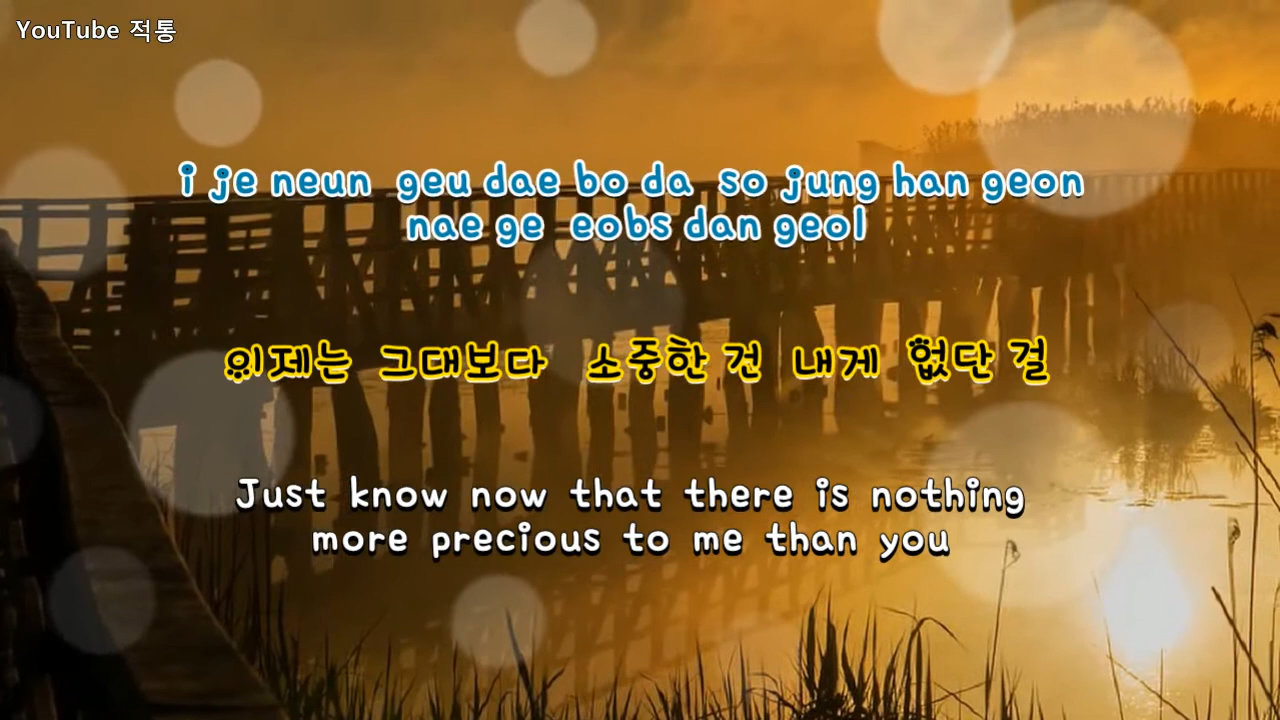 YouTube 적통
i je neun geu dae bo da so jung han geon
nae ge eobs dan geol
이제는 그대보다 소중한 건 내게 없단 걸
Just know now that there is nothing
more precious to me than you